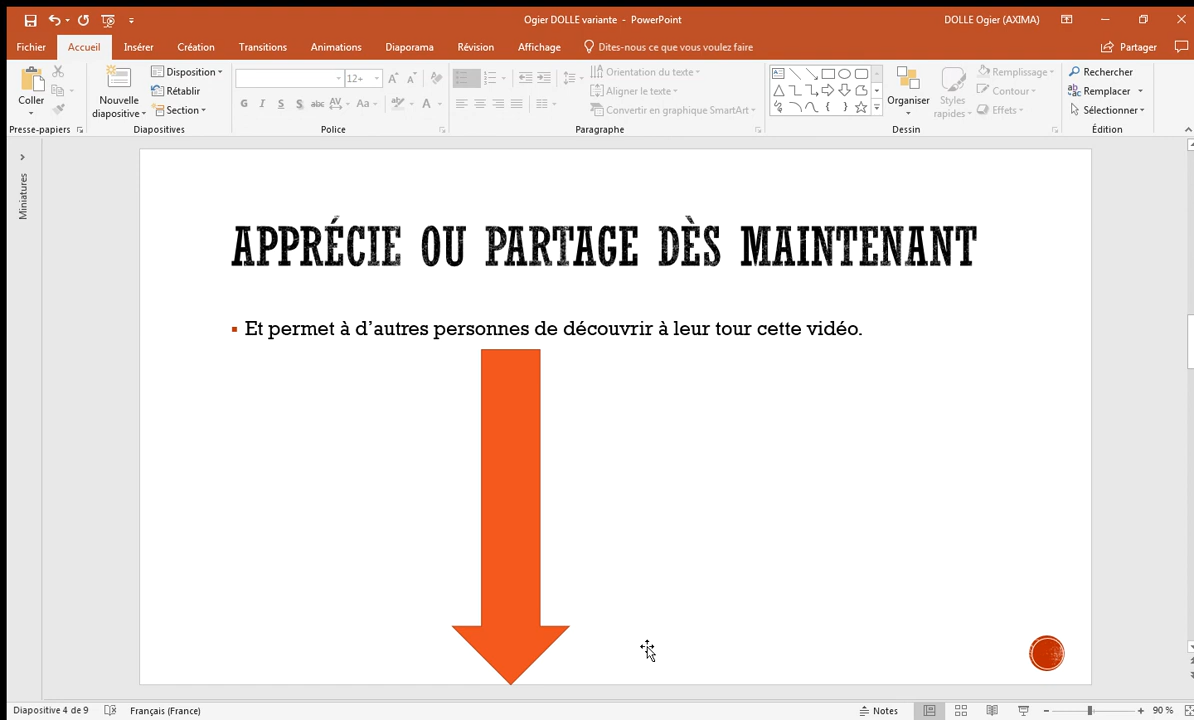 Ogier DOLLE variante - PowerPoint
DOLLE Ogier (AXIMA)
Fichier Accueil Insérer Création Transitions Animations Diaporama Révision Affichage Dites-nous ce que vous voulez faire Partager
Coller
Presse-papiers
Nouvelle
diapositive
Disposition
Rétablir
Section
Diapositives
12+
G I S S abc AV Aa A
Police
Orientation du texte
Aligner le texte
Convertir en graphique SmartArt
Paragraphe
Organiser
Styles
rapides
Remplissage
Contour
Effets
Dessin
Rechercher
Remplacer
Sélectionner
Édition
Miniatures
APPRÉCIE OU PARTAGE DÈS MAINTENANT
Et permet à d'autres personnes de découvrir à leur tour cette vidéo.
Diapositive 4 de 9 Français (France) Notes 90 %